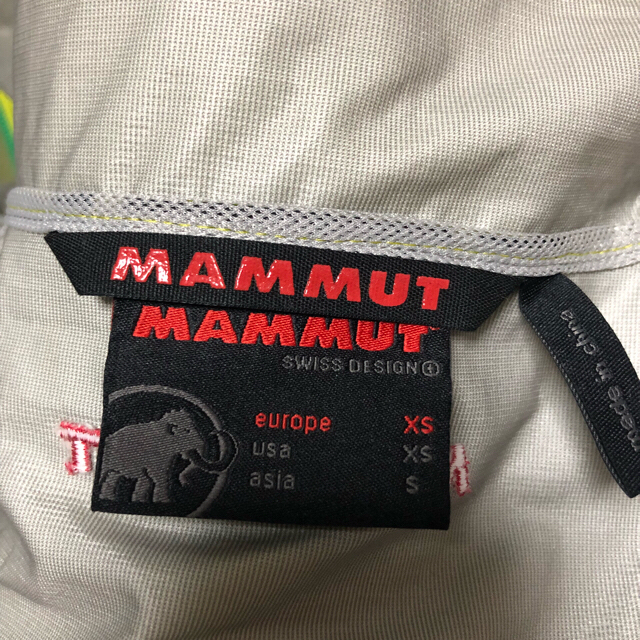 MAMMUT
MAMMUT
SWISS DESIGN
europe XS
usa XS
asia S
made in china
T